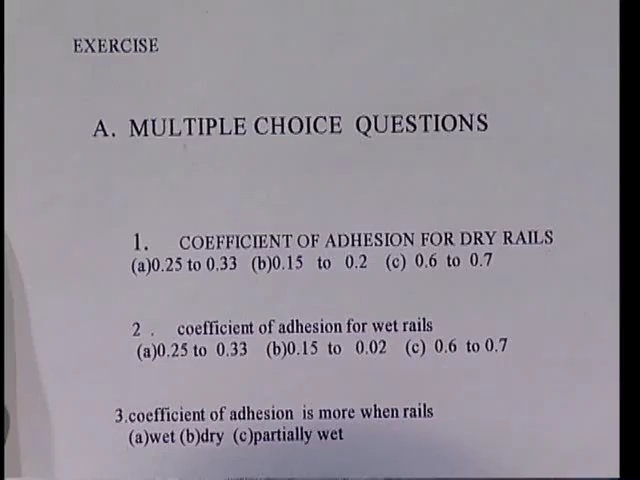 EXERCISE
A. MULTIPLE CHOICE QUESTIONS
1. COEFFICIENT OF ADHESION FOR DRY RAILS
(a)0.25 to 0.33 (b)0.15 to 0.2 (c) 0.6 to 0.7
2 . coefficient of adhesion for wet rails
(a)0.25 to 0.33 (b)0.15 to 0.02 (c) 0.6 to 0.7
3.coefficient of adhesion is more when rails
(a)wet (b)dry (c)partially wet